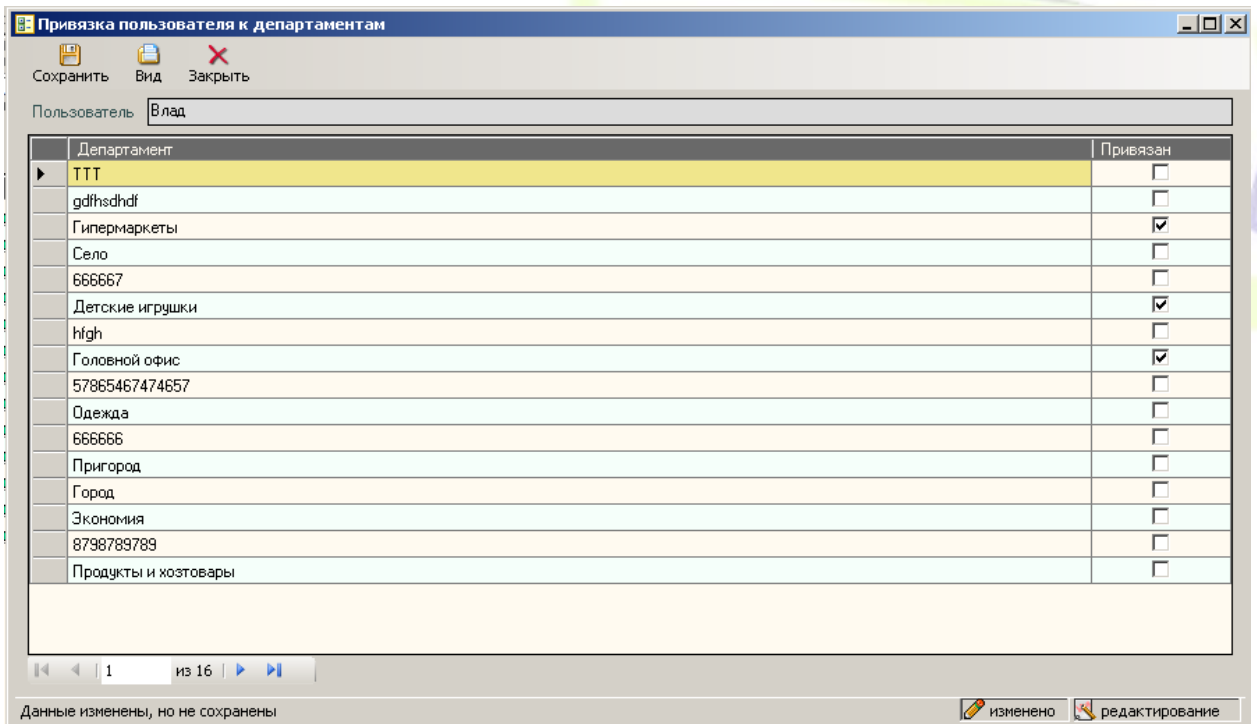 Привязка пользователя к департаментам
Сохранить Вид Закрыть
Пользователь Влад
Департамент Привязан
ТТТ
gdfhsdhdf
Гипермаркеты
Село
666667
Детские игрушки
hfgh
Головной офис
57865467474657
Одежда
666666
Пригород
Город
Экономия
8798789789
Продукты и хозтовары
1 из 16
Данные изменены, но не сохранены изменено редактирование